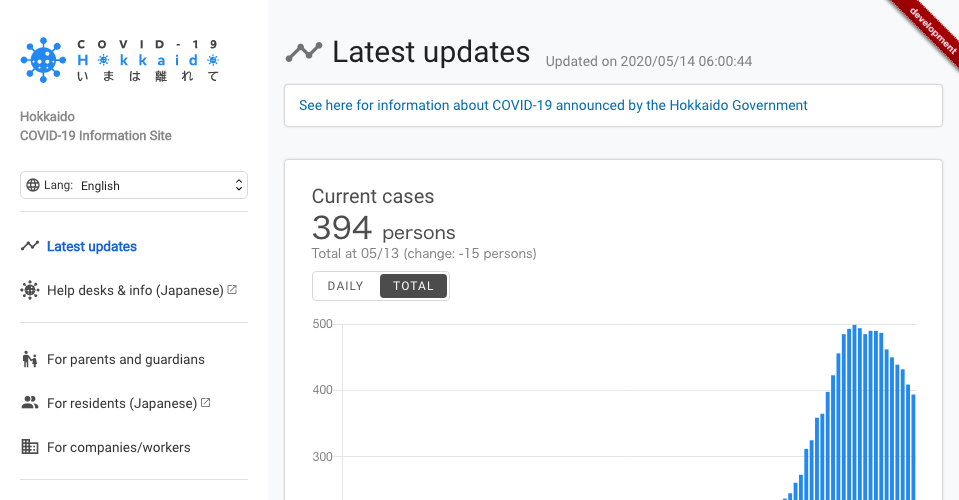 COVID-19
Hokkaido
いまは離れて
Hokkaido
COVID-19 Information Site
Lang: English
Latest updates
Help desks & info (Japanese)
For parents and guardians
For residents (Japanese)
For companies/workers
development
Latest updates Updated on 2020/05/14 06:00:44
See here for information about COVID-19 announced by the Hokkaido Government
Current cases
394 persons
Total at 05/13 (change: -15 persons)
DAILY TOTAL
500
400
300